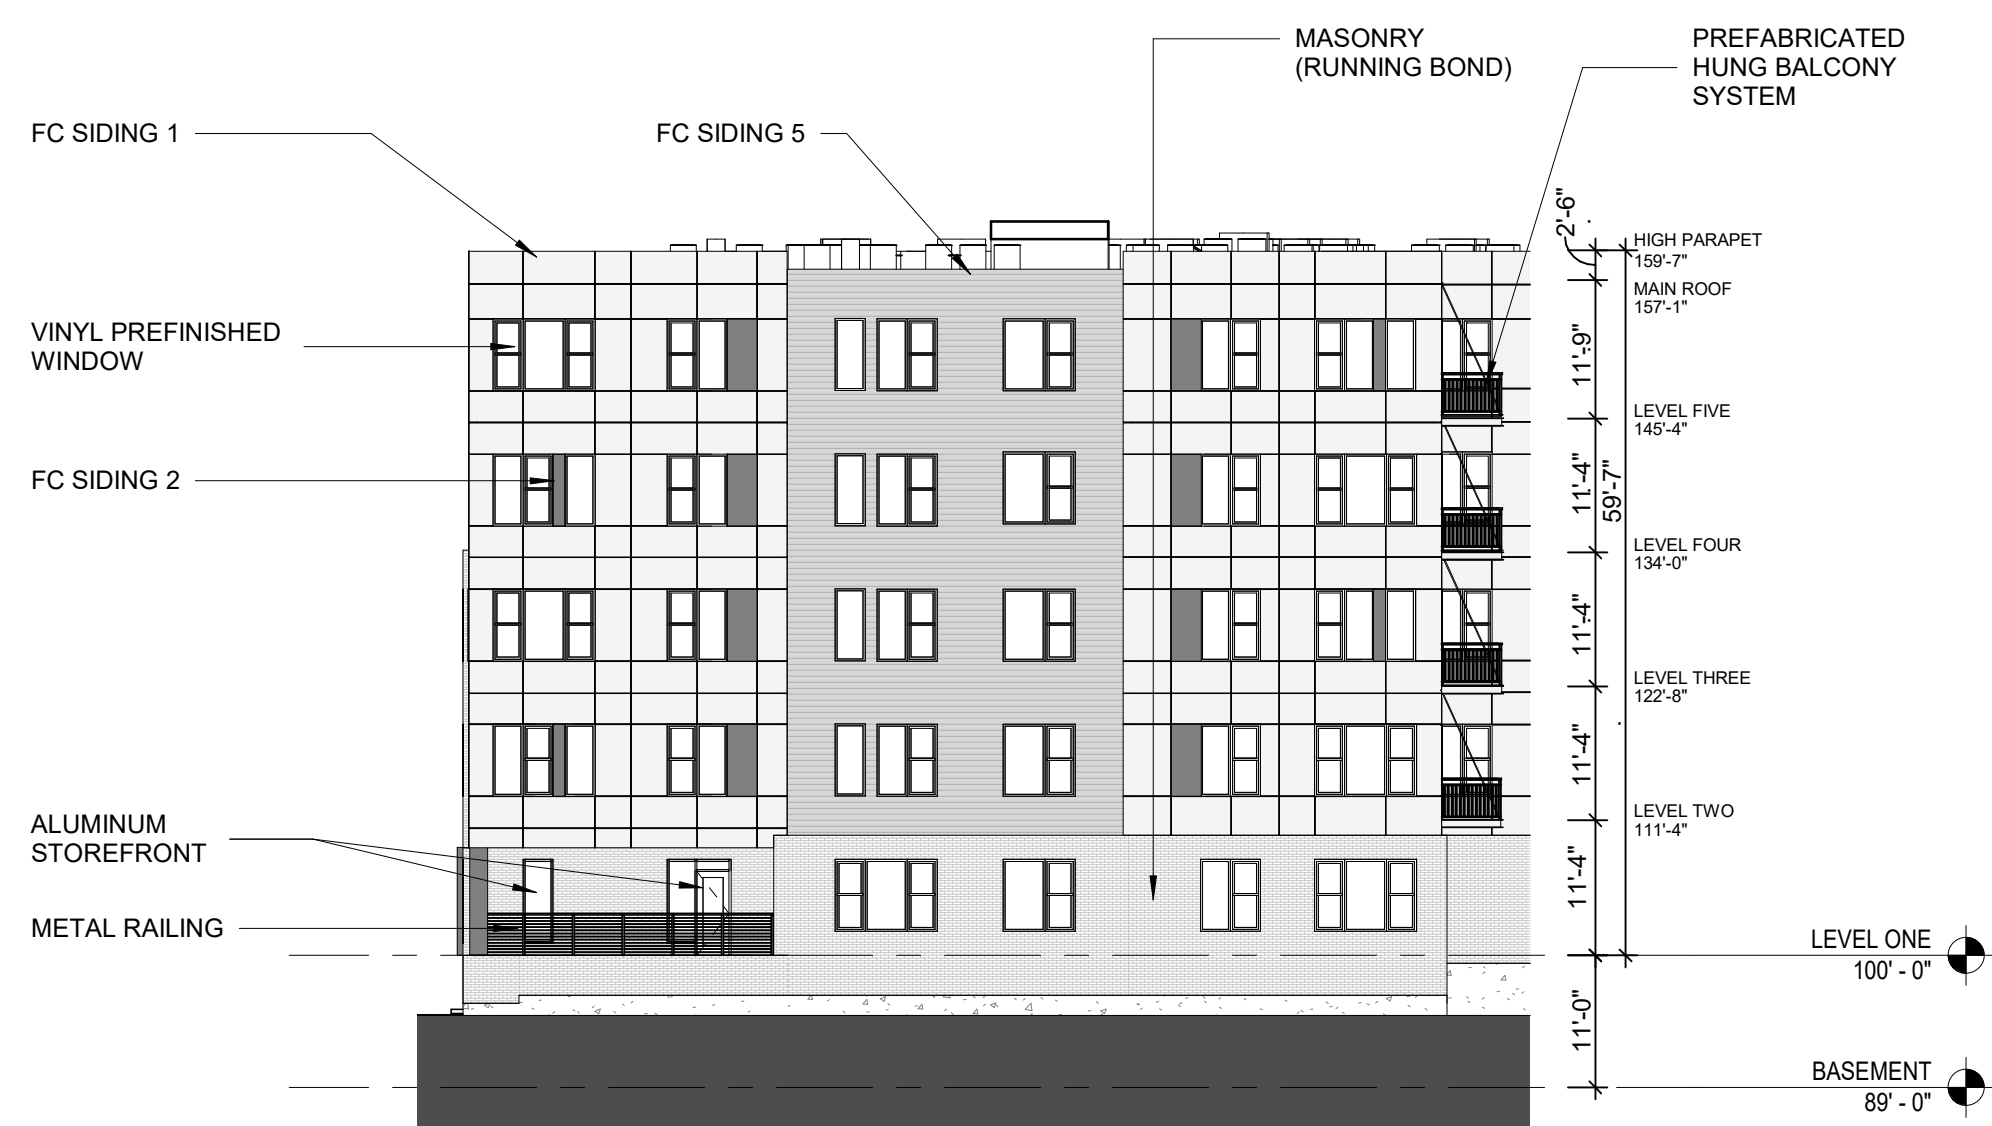 MASONRY
(RUNNING BOND)
PREFABRICATED
HUNG BALCONY
SYSTEM
FC SIDING 1
FC SIDING 5
VINYL PREFINISHED
WINDOW
FC SIDING 2
ALUMINUM
STOREFRONT
METAL RAILING
2'-6"
11'-9"
11'-4"
59'-7"
11'-4"
11'-4"
11'-4"
11'-0"
HIGH PARAPET
159'-7"
MAIN ROOF
157'-1"
LEVEL FIVE
145'-4"
LEVEL FOUR
134'-0"
LEVEL THREE
122'-8"
LEVEL TWO
111'-4"
LEVEL ONE
100' - 0"
BASEMENT
89' - 0"